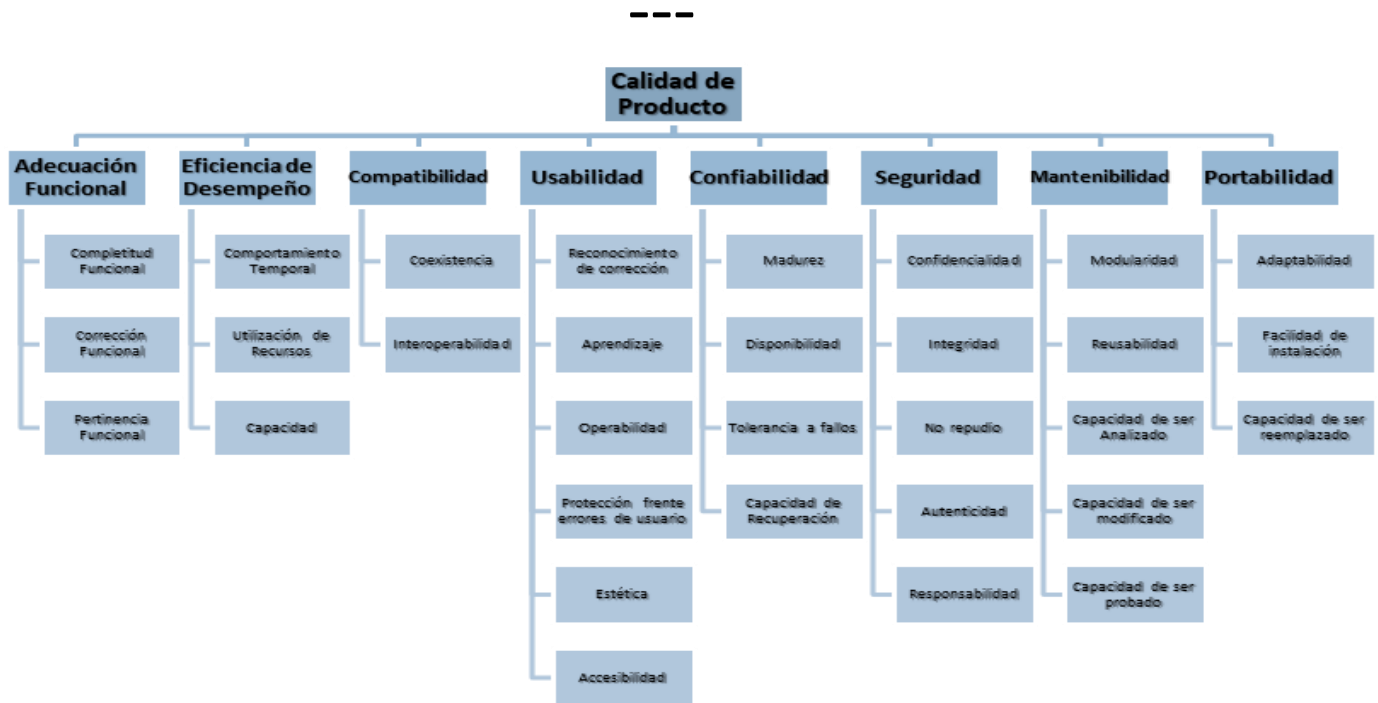 ---
Calidad de
Producto
Adecuación
Funcional
Completitud
Funcional
Corrección
Funcional
Pertinencia
Funcional
Eficiencia de
Desempeño
Comportamiento
Temporal
Utilización de
Recursos
Capacidad
Compatibilidad
Coexistencia
Interoperabilidad
Usabilidad
Reconocimiento
de corrección
Aprendizaje
Operabilidad
Protección frente
errores de usuario
Estética
Accesibilidad
Confiabilidad
Madurez
Disponibilidad
Tolerancia a fallos
Capacidad de
Recuperación
Seguridad
Confidencialidad
Integridad
No repudio
Autenticidad
Responsabilidad
Mantenibilidad
Modularidad
Reusabilidad
Capacidad de ser
Analizado
Capacidad de ser
modificado
Capacidad de ser
probado
Portabilidad
Adaptabilidad
Facilidad de
instalación
Capacidad de ser
reemplazado